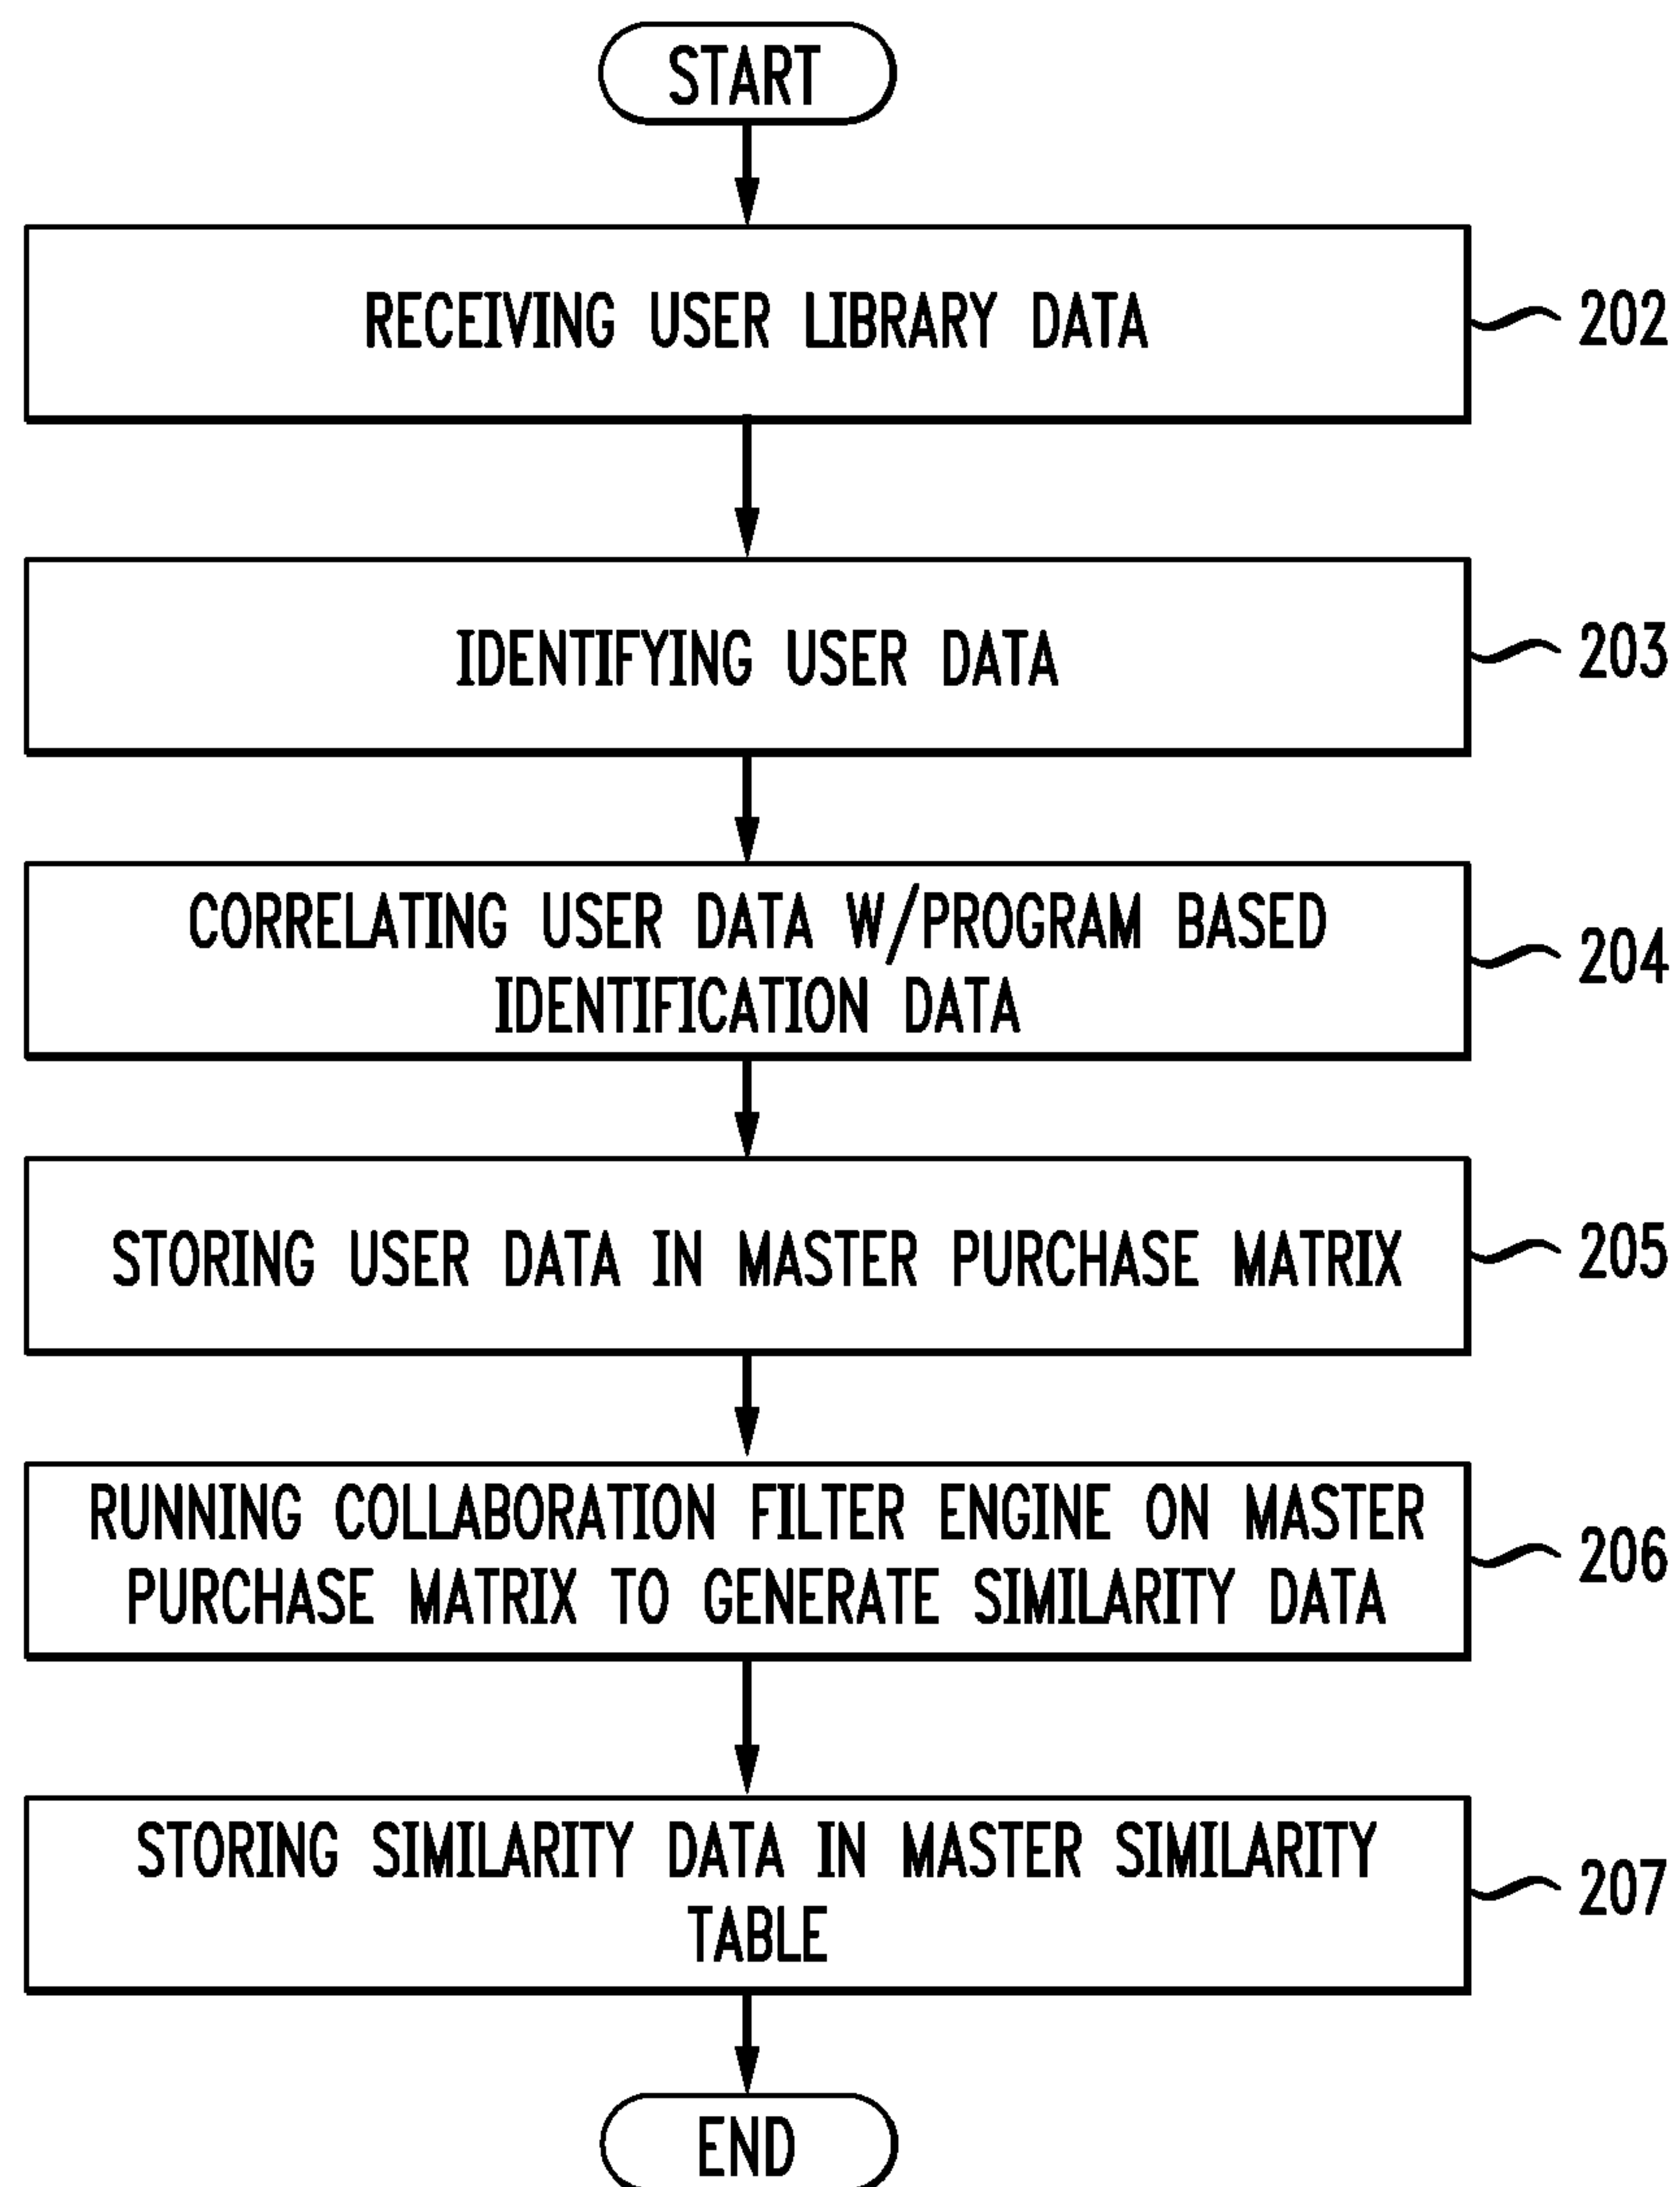 START
RECEIVING USER LIBRARY DATA
202
IDENTIFYING USER DATA
203
CORRELATING USER DATA W/PROGRAM BASED
IDENTIFICATION DATA
204
STORING USER DATA IN MASTER PURCHASE MATRIX
205
RUNNING COLLABORATION FILTER ENGINE ON MASTER
PURCHASE MATRIX TO GENERATE SIMILARITY DATA
206
STORING SIMILARITY DATA IN MASTER SIMILARITY
TABLE
207
END